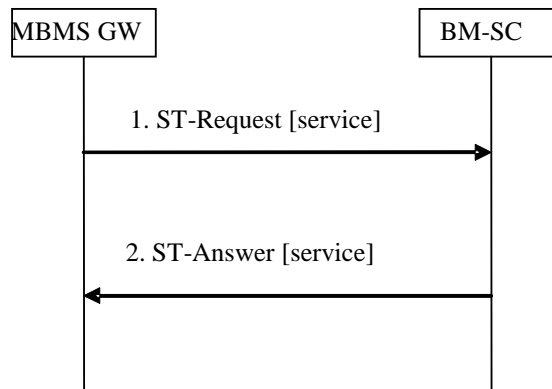 MBMS GW
BM-SC
1. ST-Request [service]
2. ST-Answer [service]